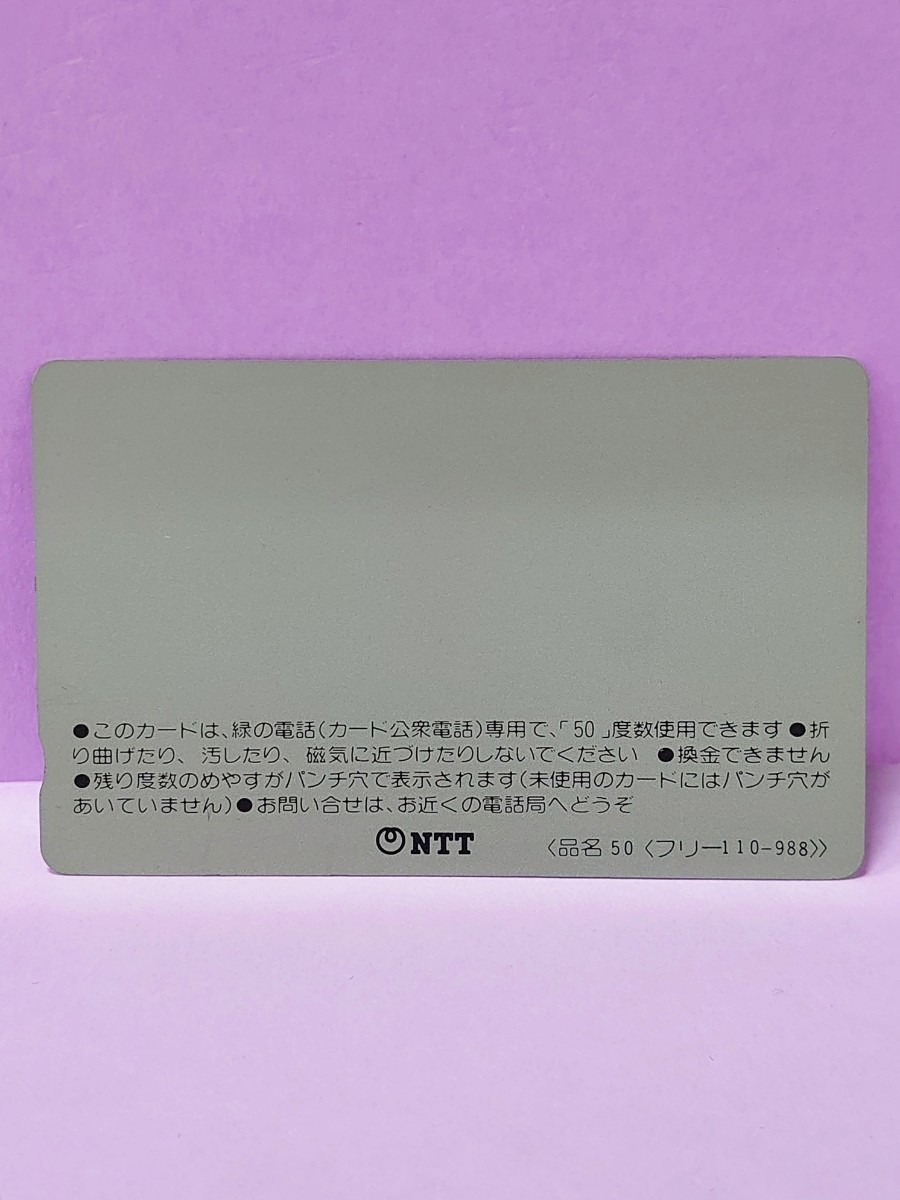 ●このカードは、緑の電話(カード公衆電話)専用で、「50」度数使用できます ●折
り曲げたり、汚したり、磁気に近づけたりしないでください ●換金できません
●残り度数のめやすがパンチ穴で表示されます(未使用のカードにはパンチ穴が
あいていません)●お問い合せは、お近くの電話局へどうぞ
NTT 〈品名 50〈フリー110-988〉〉